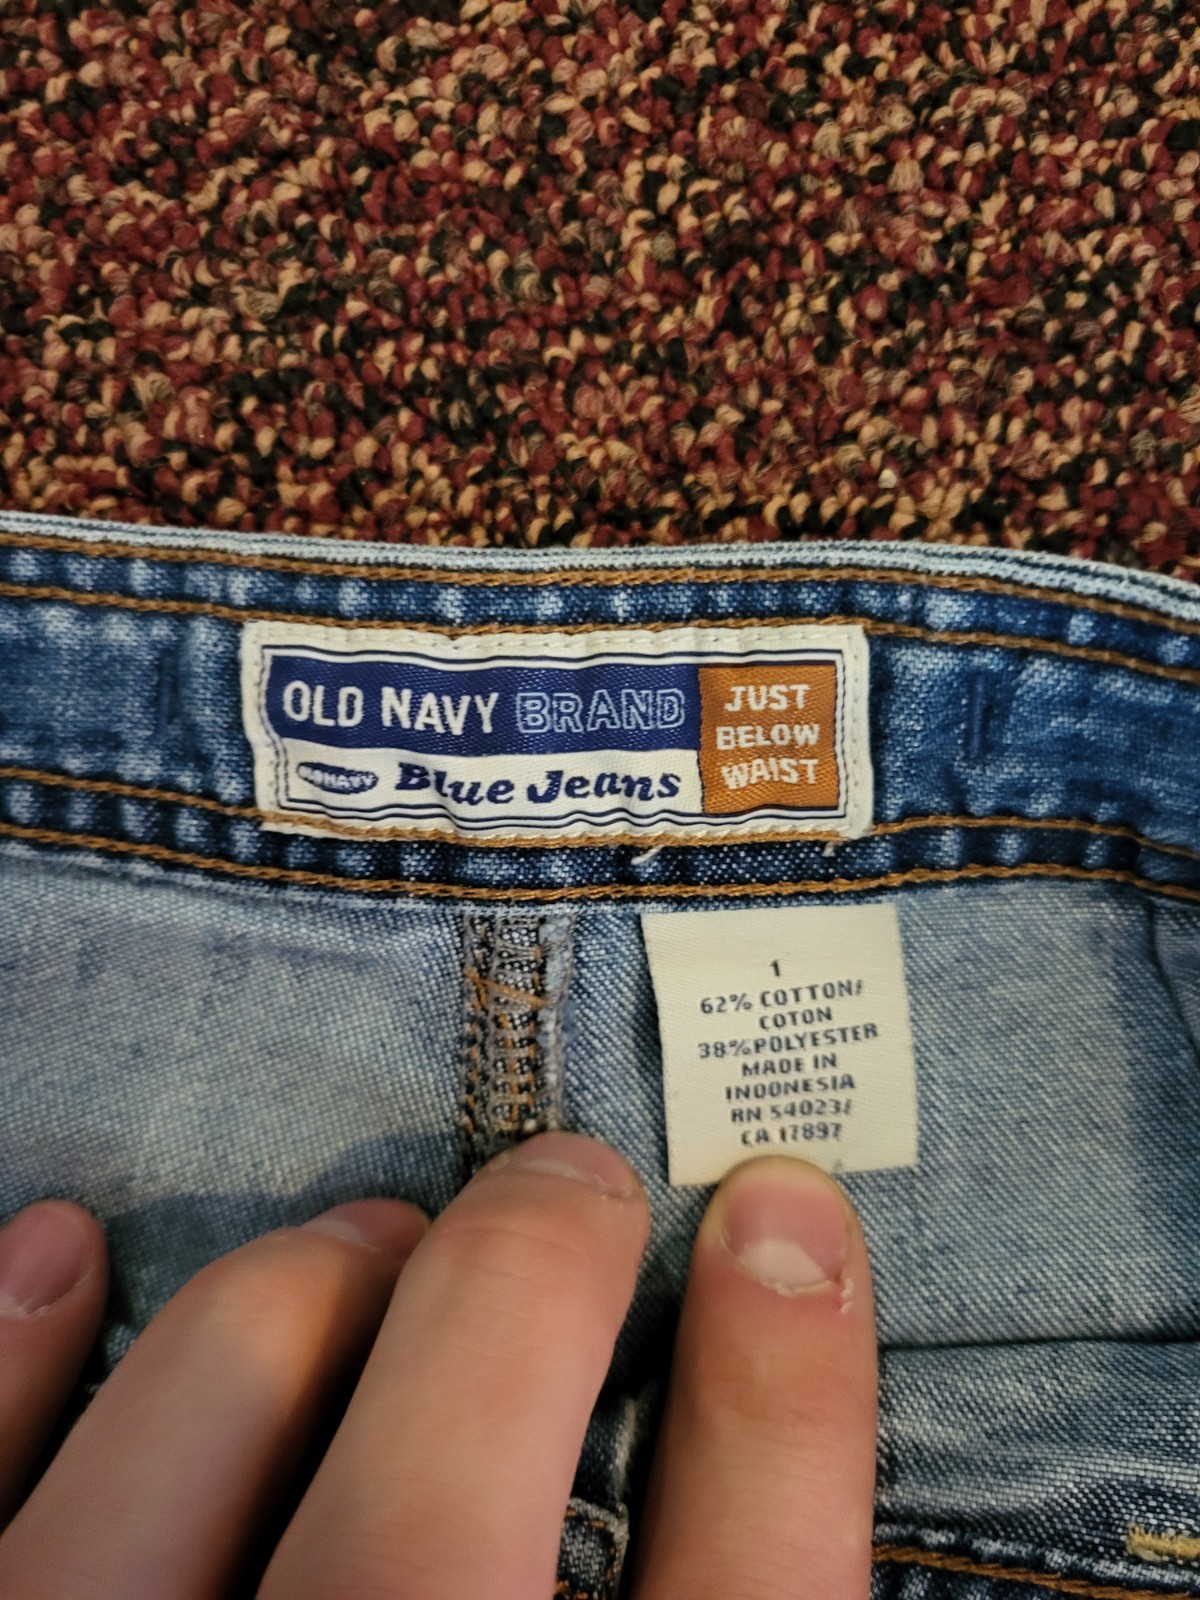 OLD NAVY BRAND
OLD NAVY Blue Jeans
JUST
BELOW
WAIST
1
62% COTTON/
COTON
38%POLYESTER
MADE IN
INDONESIA
RN 54023/
CA 17897